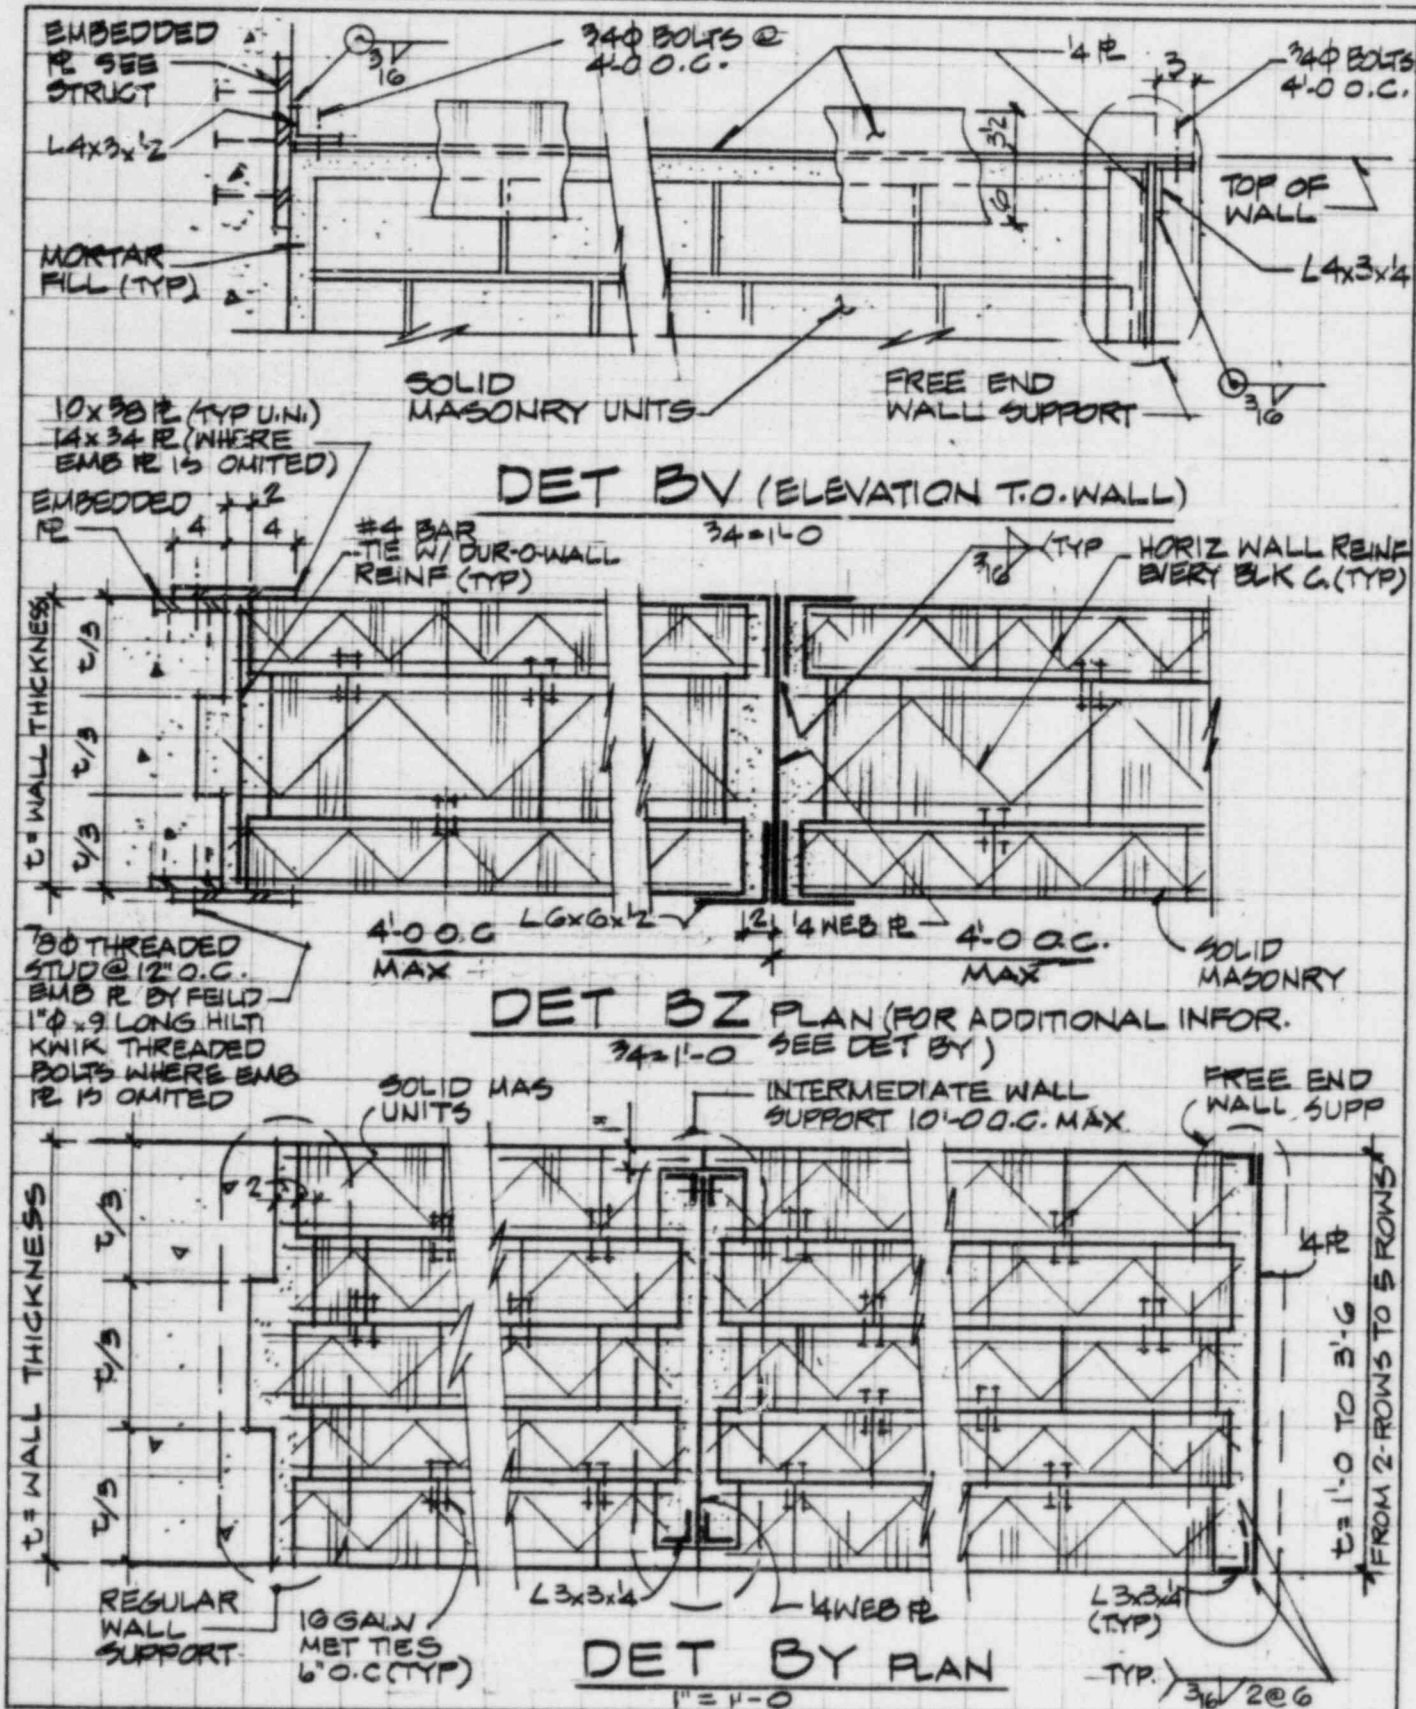 EMBEDDED
PL SEE
STRUCT
3/16
3/4Φ BOLTS @
4'-0 O.C.
1/4 PL
3
3/4Φ BOLTS
4'-0 O.C.
L4x3x1/2
3 1/2
6
TOP OF
WALL
MORTAR
FILL (TYP)
L4x3x1/4
SOLID
MASONRY UNITS
FREE END
WALL SUPPORT
3/16
DET BV (ELEVATION T.O. WALL)
3/4=1'-0
10x3/8 PL (TYP U.N.)
14x3/4 PL (WHERE
EMB PL IS OMITED)
EMBEDDED
PL
2
4
4
#4 BAR
TIE W/ DUR-O-WALL
REINF (TYP)
3/16
(TYP
HORIZ WALL REINF
EVERY BLK C. (TYP)
t = WALL THICKNESS
t/3
t/3
t/3
4'-0 O.C
MAX
L6x6x1/2
2
1/4 WEB PL
4'-0 O.C.
MAX
SOLID
MASONRY
7/8Φ THREADED
STUD @ 12" O.C.
EMB PL BY FEILD
1"Φ x 9 LONG HILTI
KWIK THREADED
BOLTS WHERE EMB
PL IS OMITED
DET BZ PLAN (FOR ADDITIONAL INFOR.
3/4=1'-0 SEE DET BY)
SOLID MAS
UNITS
INTERMEDIATE WALL
SUPPORT 10'-0 O.C. MAX.
FREE END
WALL SUPP
t = WALL THICKNESS
t/3
t/3
t/3
2
1/4 PL
t=1'-0 TO 3'-6
FROM 2-ROWS TO 5 ROWS
REGULAR
WALL
SUPPORT
16 GALV
MET TIES
6" O.C (TYP)
L3x3x1/4
1/4 WEB PL
L3x3x1/4
(TYP)
DET BY PLAN
1"=1'-0
TYP.
3/16
2@6